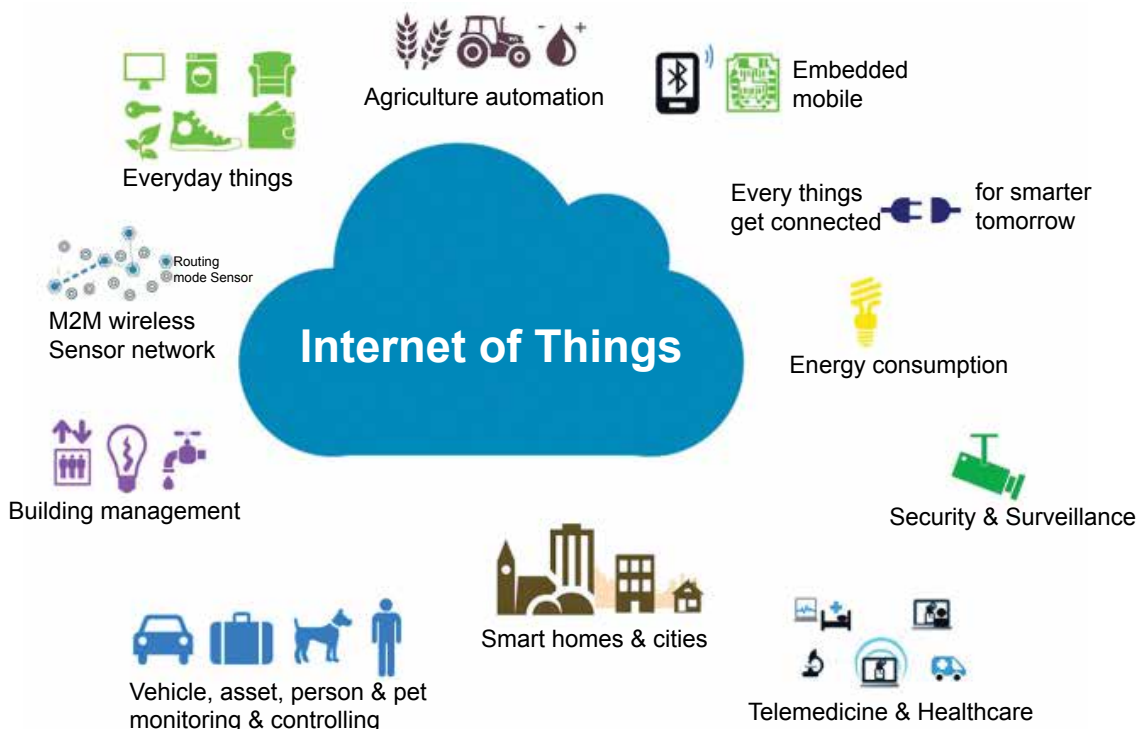 Agriculture automation
Embedded
mobile
Everyday things
Every things
get connected
for smarter
tomorrow
Routing
mode Sensor
M2M wireless
Sensor network
Internet of Things
Energy consumption
Building management
Security & Surveillance
Smart homes & cities
Vehicle, asset, person & pet
monitoring & controlling
Telemedicine & Healthcare